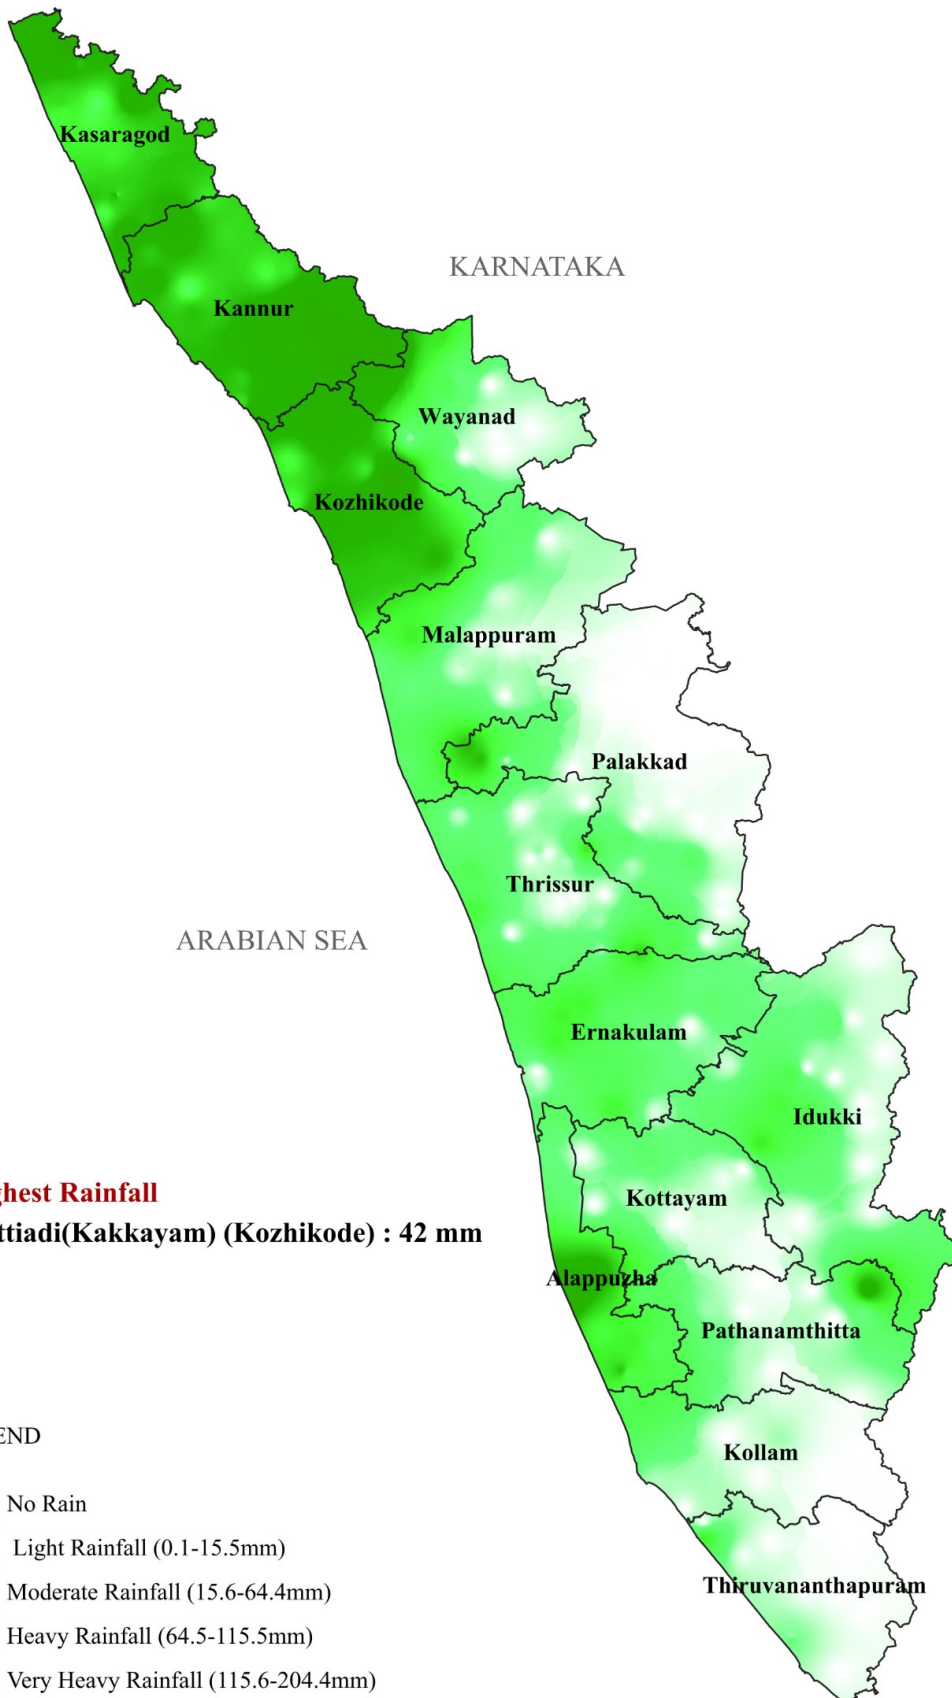 Kasaragod
KARNATAKA
Kannur
Wayanad
Kozhikode
Malappuram
Palakkad
Thrissur
ARABIAN SEA
Ernakulam
Idukki
ghest Rainfall
Kottayam
ttiadi(Kakkayam) (Kozhikode) : 42 mm
Alappuzha
Pathanamthitta
END
Kollam
No Rain
Light Rainfall (0.1-15.5mm)
Moderate Rainfall (15.6-64.4mm)
Thiruvananthapuram
Heavy Rainfall (64.5-115.5mm)
Very Heavy Rainfall (115.6-204.4mm)